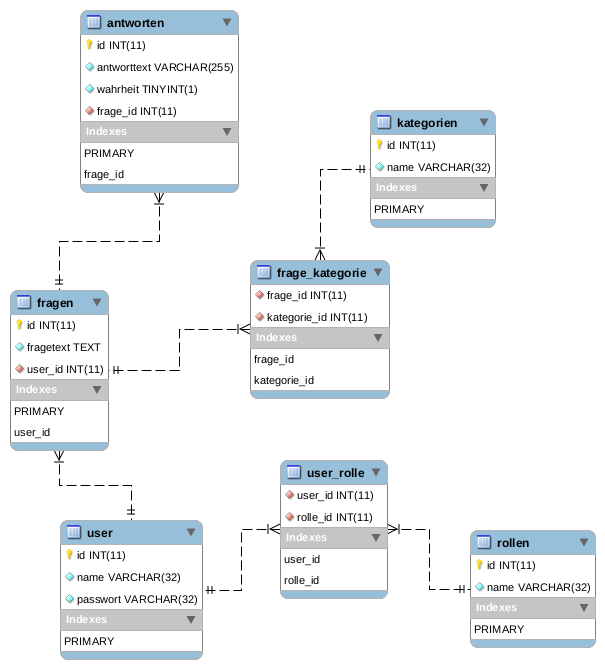 antworten
id INT(11)
antworttext VARCHAR(255)
wahrheit TINYINT(1)
frage_id INT(11)
Indexes
PRIMARY
frage_id
kategorien
id INT(11)
name VARCHAR(32)
Indexes
PRIMARY
frage_kategorie
frage_id INT(11)
kategorie_id INT(11)
Indexes
frage_id
kategorie_id
fragen
id INT(11)
fragetext TEXT
user_id INT(11)
Indexes
PRIMARY
user_id
user_rolle
user_id INT(11)
rolle_id INT(11)
Indexes
user_id
rolle_id
user
id INT(11)
name VARCHAR(32)
passwort VARCHAR(32)
Indexes
PRIMARY
rollen
id INT(11)
name VARCHAR(32)
Indexes
PRIMARY